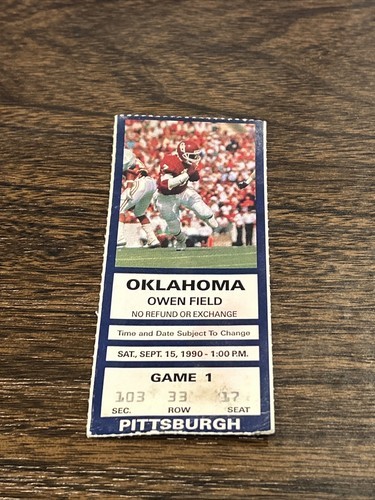 OKLAHOMA
OWEN FIELD
NO REFUND OR EXCHANGE
Time and Date Subject To Change
SAT., SEPT. 15, 1990 - 1:00 P.M.
GAME 1
103 33 17
SEC. ROW SEAT
PITTSBURGH